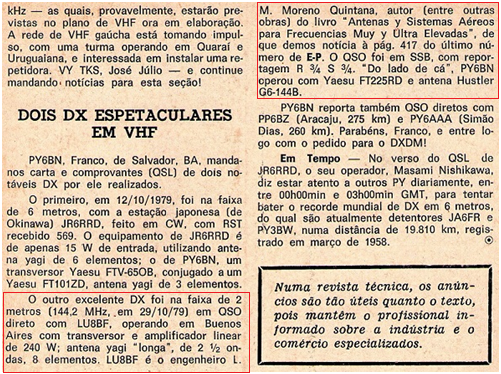 kHz — as quais, provavelmente, estarão pre-
vistas no plano de VHF ora em elaboração.
A rede de VHF gaúcha está tomando impul-
so, com uma turma operando em Quaraí e
Uruguaiana, e interessada em instalar uma re-
petidora. VY TKS, José Júlio — e continue
mandando notícias para esta seção!
DOIS DX ESPETACULARES
EM VHF
PY6BN, Franco, de Salvador, BA, manda-
nos carta e comprovantes (QSL) de dois no-
táveis DX por ele realizados.
O primeiro, em 12/10/1979, foi na faixa
de 6 metros, com a estação japonesa (de
Okinawa) JR6RRD, feito em CW, com RST
recebido 569. O equipamento de JR6RRD é
de apenas 15 W de entrada, utilizando ante-
na yagi de 6 elementos; o de PY6BN, um
transversor Yaesu FTV-65OB, conjugado a um
Yaesu FT101ZD, antena yagi de 3 elementos.
O outro excelente DX foi na faixa de 2
metros (144,2 MHz, em 29/10/79) em QSO
direto com LU8BF, operando em Buenos
Aires com transversor e amplificador linear
de 240 W; antena yagi "longa", de 2 ½ on-
das, 8 elementos. LU8BF é o engenheiro L.
M. Moreno Quintana, autor (entre outras
obras) do livro "Antenas y Sistemas Aéreos
para Frecuencias Muy y Ultra Elevadas", de
que demos notícia à pág. 417 do último nú-
mero de E-P. O QSO foi em SSB, com repor-
tagem R ¾ S ¾. "Do lado de cá", PY6BN
operou com Yaesu FT225RD e antena Hustler
G6-144B.
PY6BN reporta também QSO diretos com
PP6BZ (Aracaju, 275 km) e PY6AAA (Simão
Dias, 260 km). Parabéns, Franco, e entre lo-
go com o pedido para o DXDM!
Em Tempo — No verso do QSL de
JR6RRD, o seu operador, Masami Nishikawa,
diz estar atento a outros PY diariamente, en-
tre 00h00min e 03h00min GMT, para tentar
bater o recorde mundial de DX em 6 metros,
do qual são atualmente detentores JA6FR e
PY3BW, numa distância de 19.810 km, regis-
trado em março de 1958.
Numa revista técnica, os anún-
cios são tão úteis quanto o texto,
pois mantêm o profissional in-
formado sobre a indústria e o
comércio especializados.